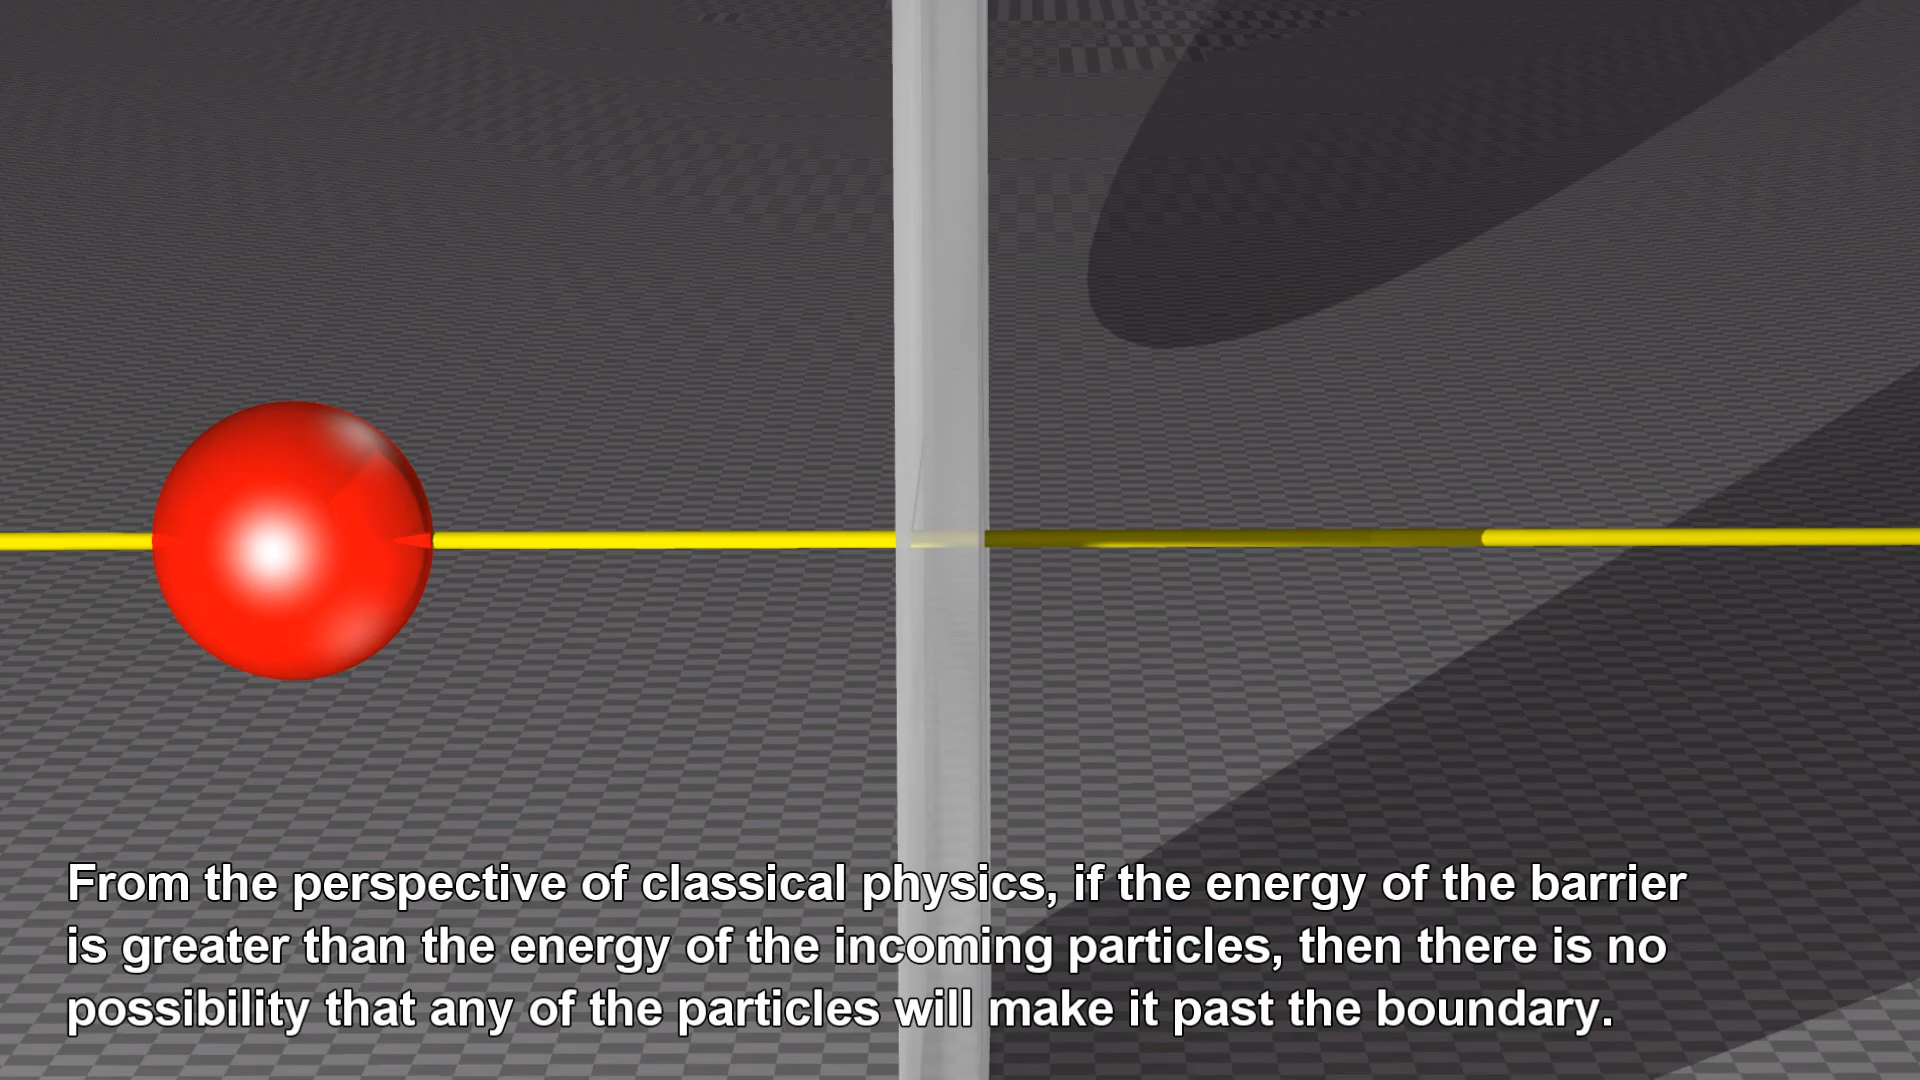 From the perspective of classical physics, if the energy of the barrier
is greater than the energy of the incoming particles, then there is no
possibility that any of the particles will make it past the boundary.